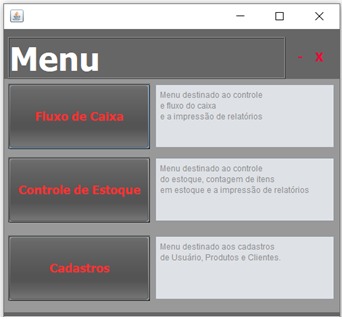 Menu
- X
Fluxo de Caixa
Menu destinado ao controle
e fluxo do caixa
e a impressão de relatórios
Controle de Estoque
Menu destinado ao controle
do estoque, contagem de itens
em estoque e a impressão de relatórios
Cadastros
Menu destinado aos cadastros
de Usuário, Produtos e Clientes.